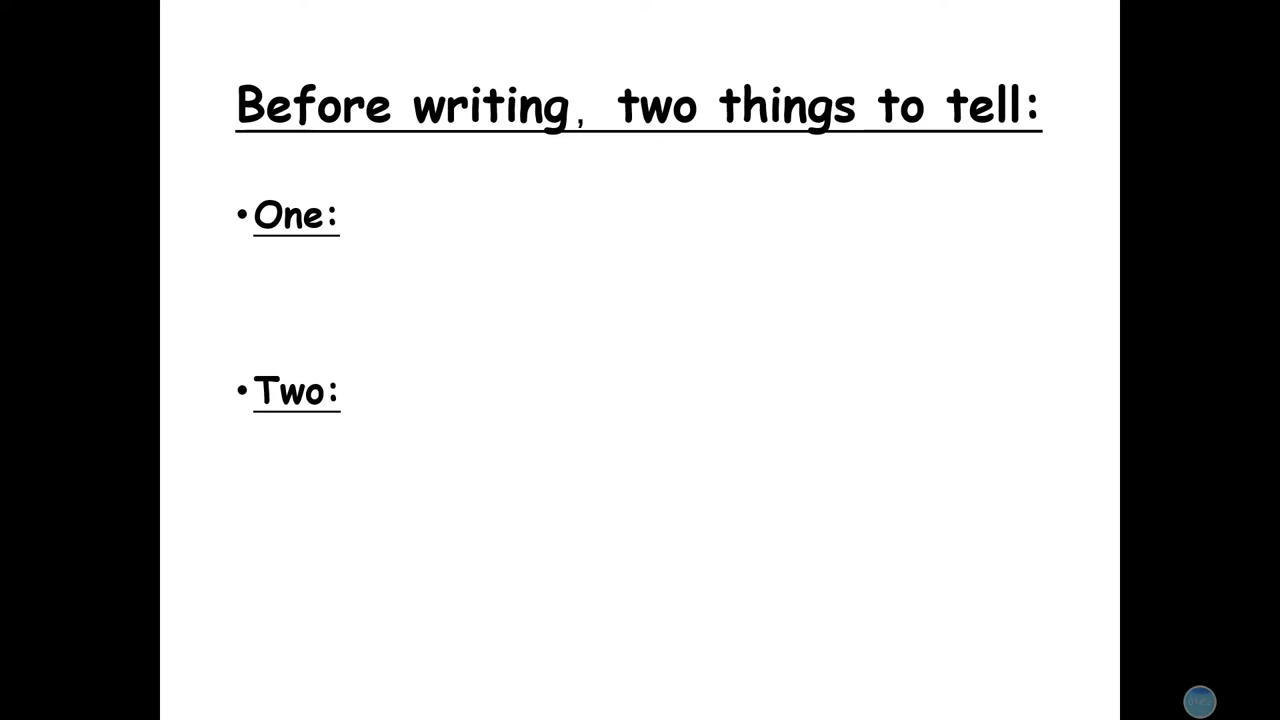 Before writing, two things to tell:
• One:
• Two: